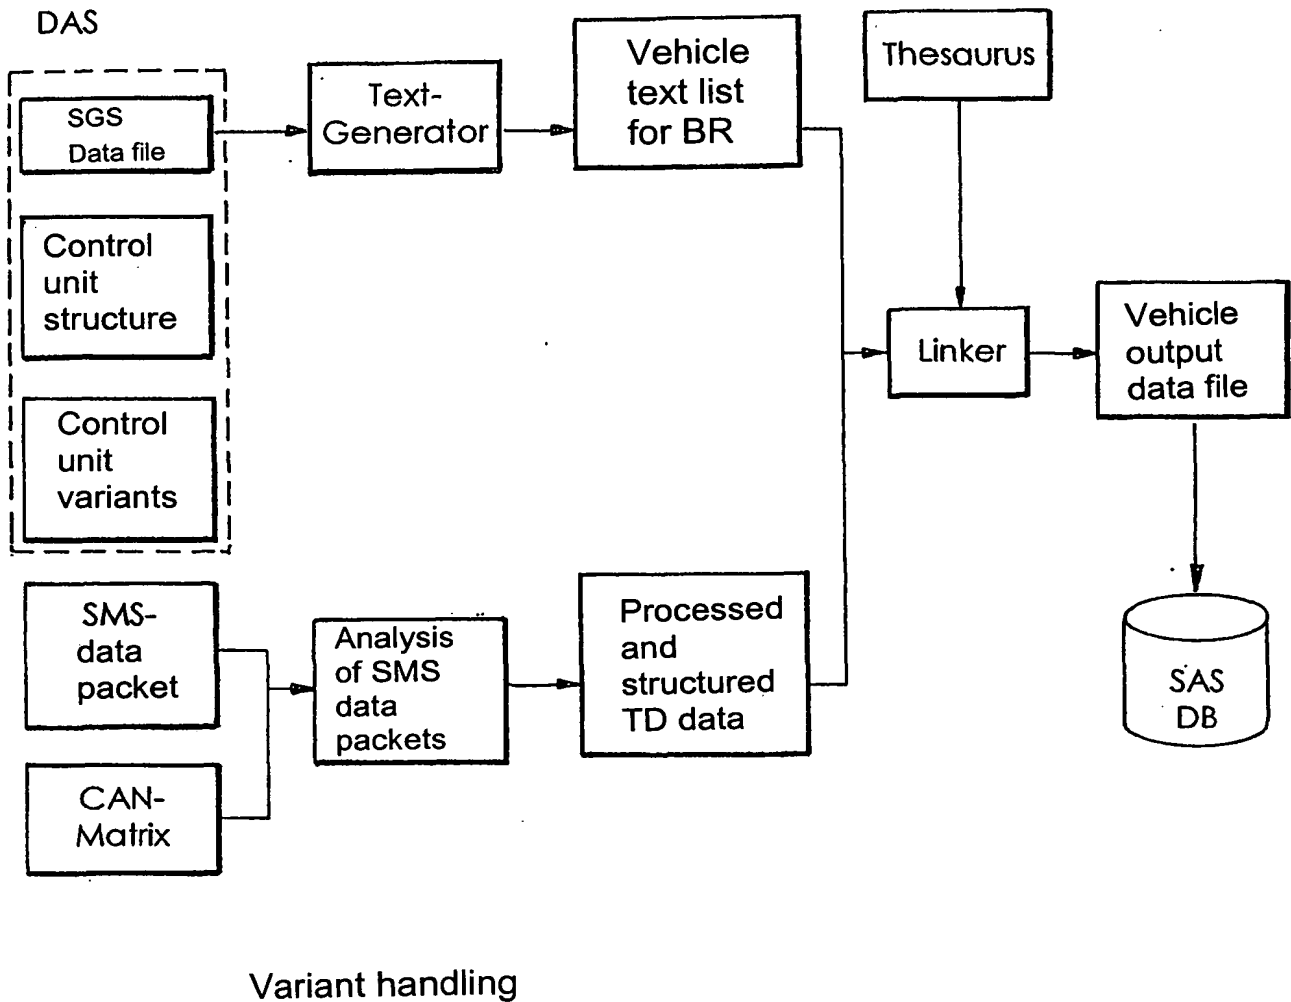 DAS
SGS
Data file
Text-
Generator
Vehicle
text list
for BR
Thesaurus
Control
unit
structure
Control
unit
variants
Linker
Vehicle
output
data file
SMS-
data
packet
Analysis
of SMS
data
packets
Processed
and
structured
TD data
SAS
DB
CAN-
Matrix
Variant handling